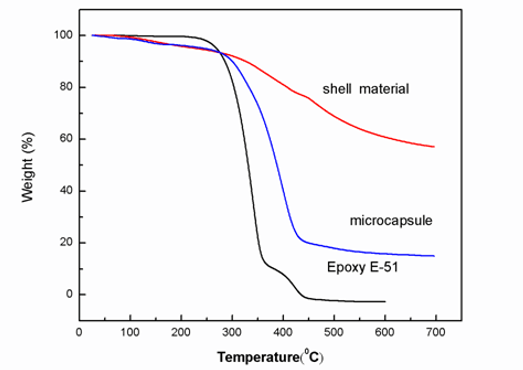 100
80
60
40
20
0
Weight (%)
shell material
microcapsule
Epoxy E-51
0 100 200 300 400 500 600 700
Temperature(⁰C)